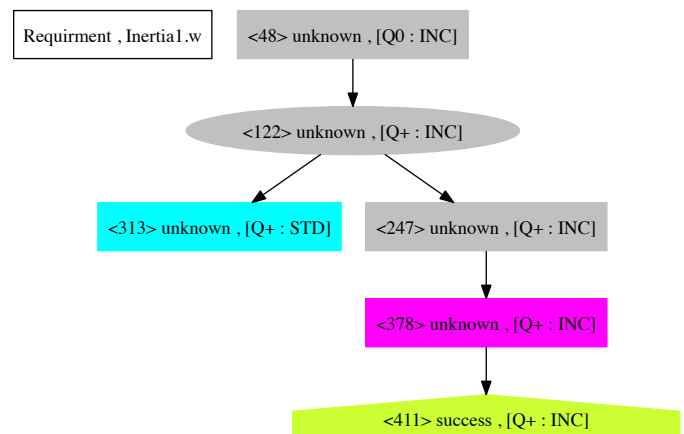 Requirment , Inertia1.w
<48> unknown , [Q0 : INC]
<122> unknown , [Q+ : INC]
<313> unknown , [Q+ : STD]
<247> unknown , [Q+ : INC]
<378> unknown , [Q+ : INC]
<411> success , [Q+ : INC]